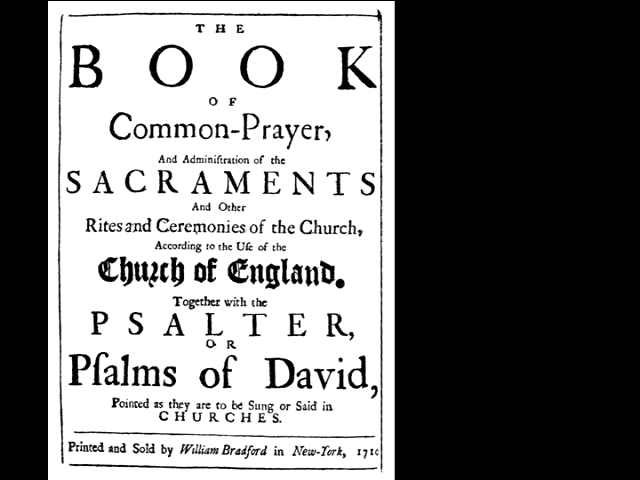 THE
BOOK
OF
Common-Prayer,
And Adminiſtration of the
SACRAMENTS
And Other
Rites and Ceremonies of the Church,
According to the Uſe of the
Church of England.
Together with the
PSALTER,
OR
Pſalms of David,
Pointed as they are to be Sung or Said in
CHURCHES.
Printed and Sold by William Bradford in New-York, 1710